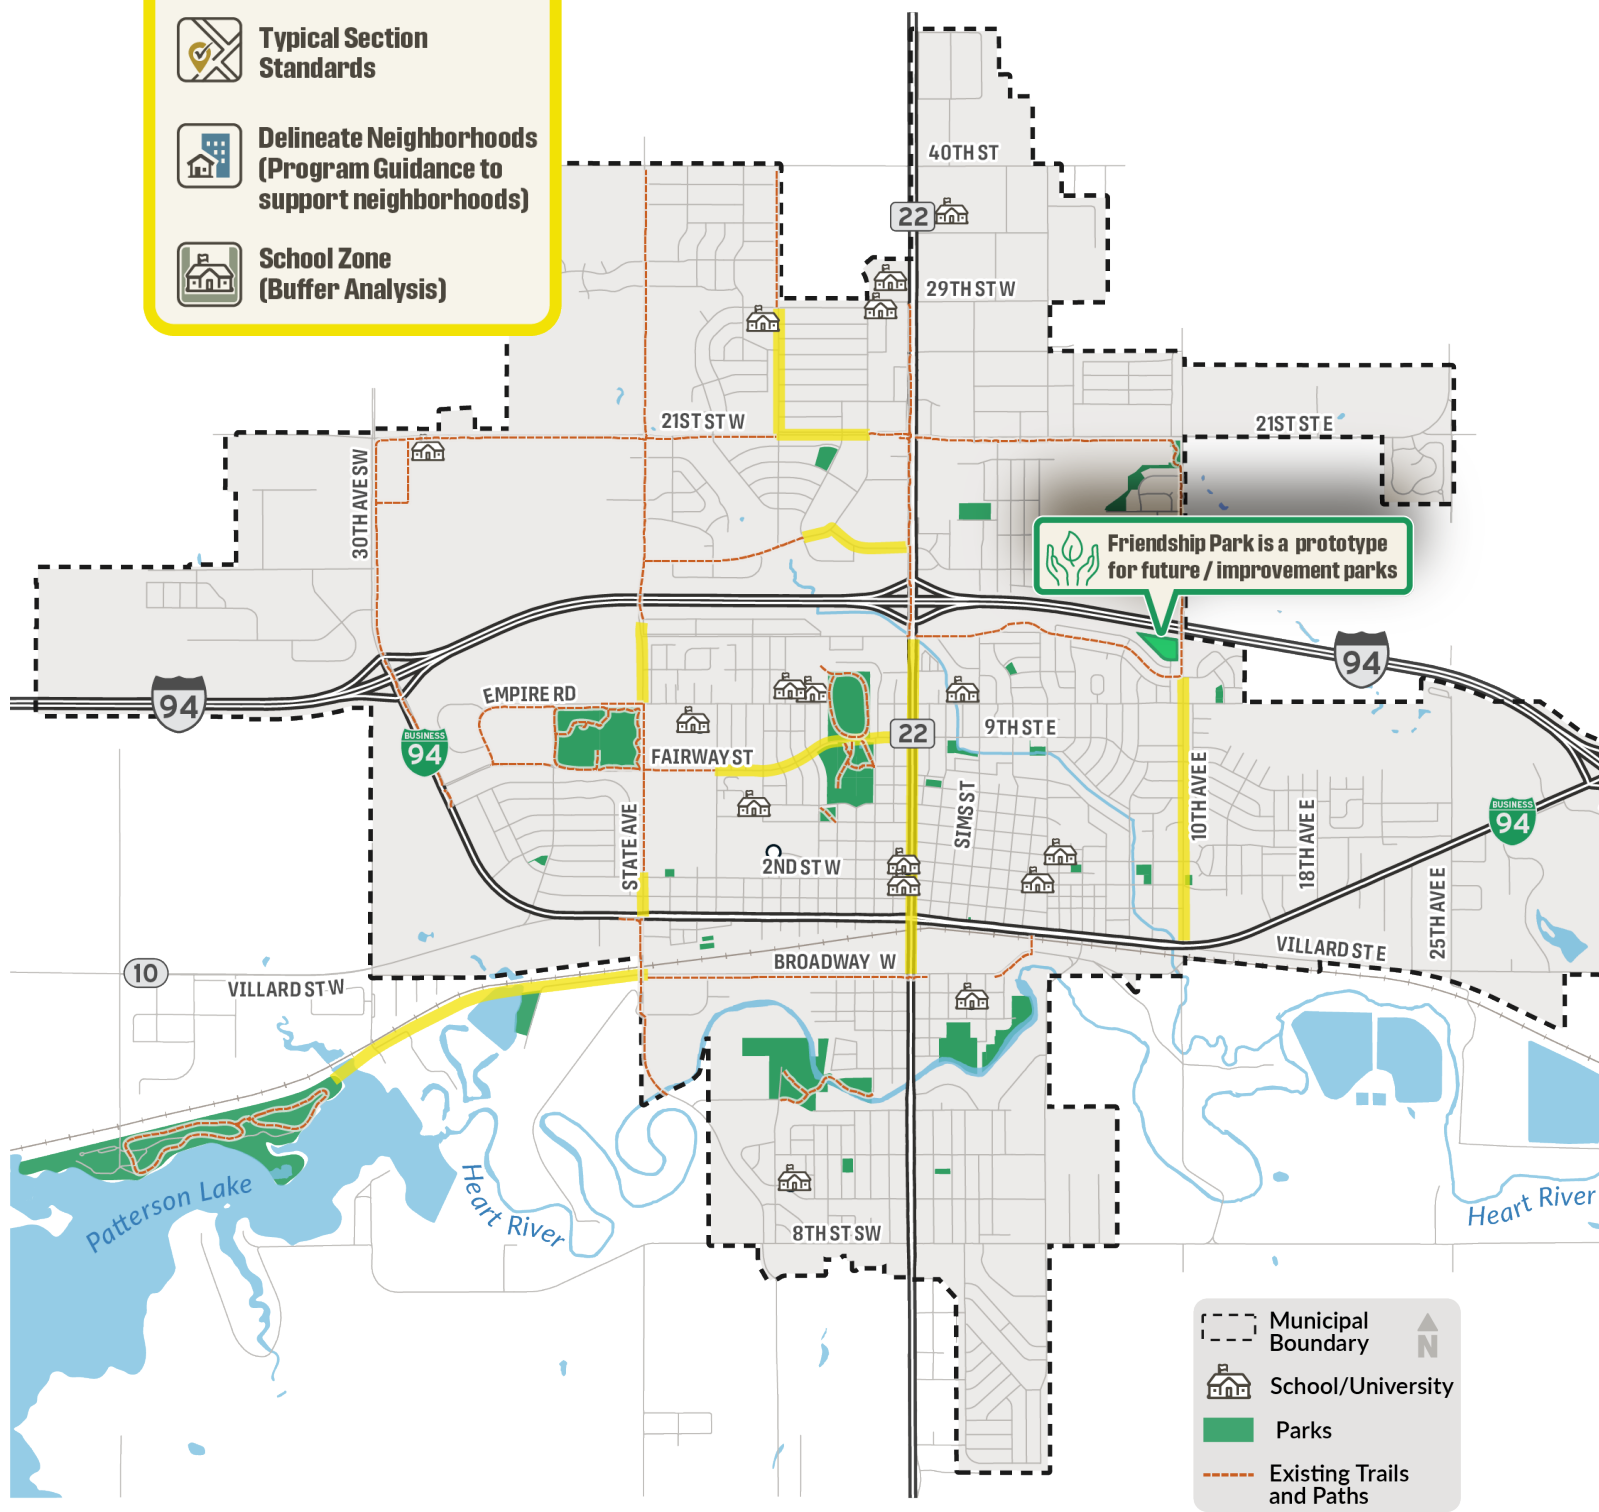 Typical Section
Standards
Delineate Neighborhoods
(Program Guidance to
support neighborhoods)
School Zone
(Buffer Analysis)
40TH ST
22
29TH ST W
21ST ST W
21ST ST E
30TH AVE SW
Friendship Park is a prototype
for future / improvement parks
94
94
EMPIRE RD
BUSINESS
94
FAIRWAY ST
22
9TH ST E
STATE AVE
SIMS ST
10TH AVE E
18TH AVE E
BUSINESS
94
2ND ST W
25TH AVE E
VILLARD ST E
BROADWAY W
10
VILLARD ST W
Patterson Lake
Heart River
Heart River
8TH ST SW
Municipal
Boundary
N
School/University
Parks
Existing Trails
and Paths